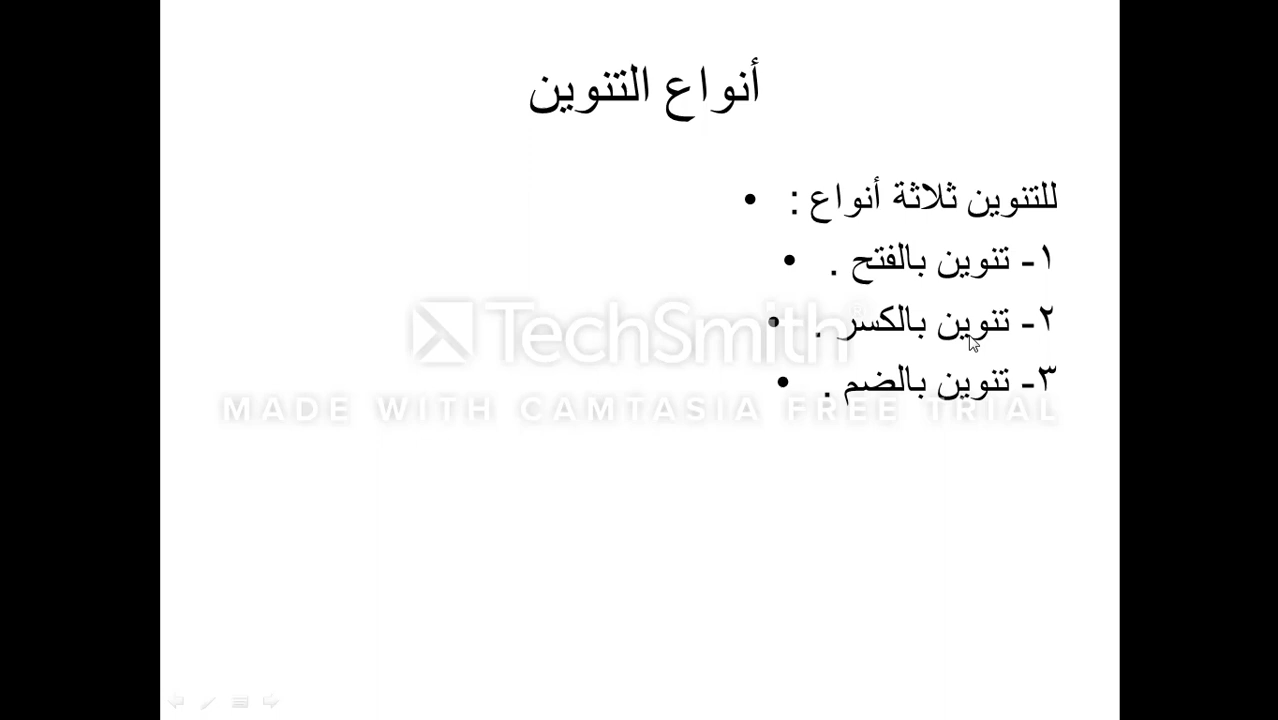 أنواع التنوين
للتنوين ثلاثة أنواع :
١- تنوين بالفتح .
٢- تنوين بالكسر .
٣- تنوين بالضم .
TechSmith®
MADE WITH CAMTASIA FREE TRIAL